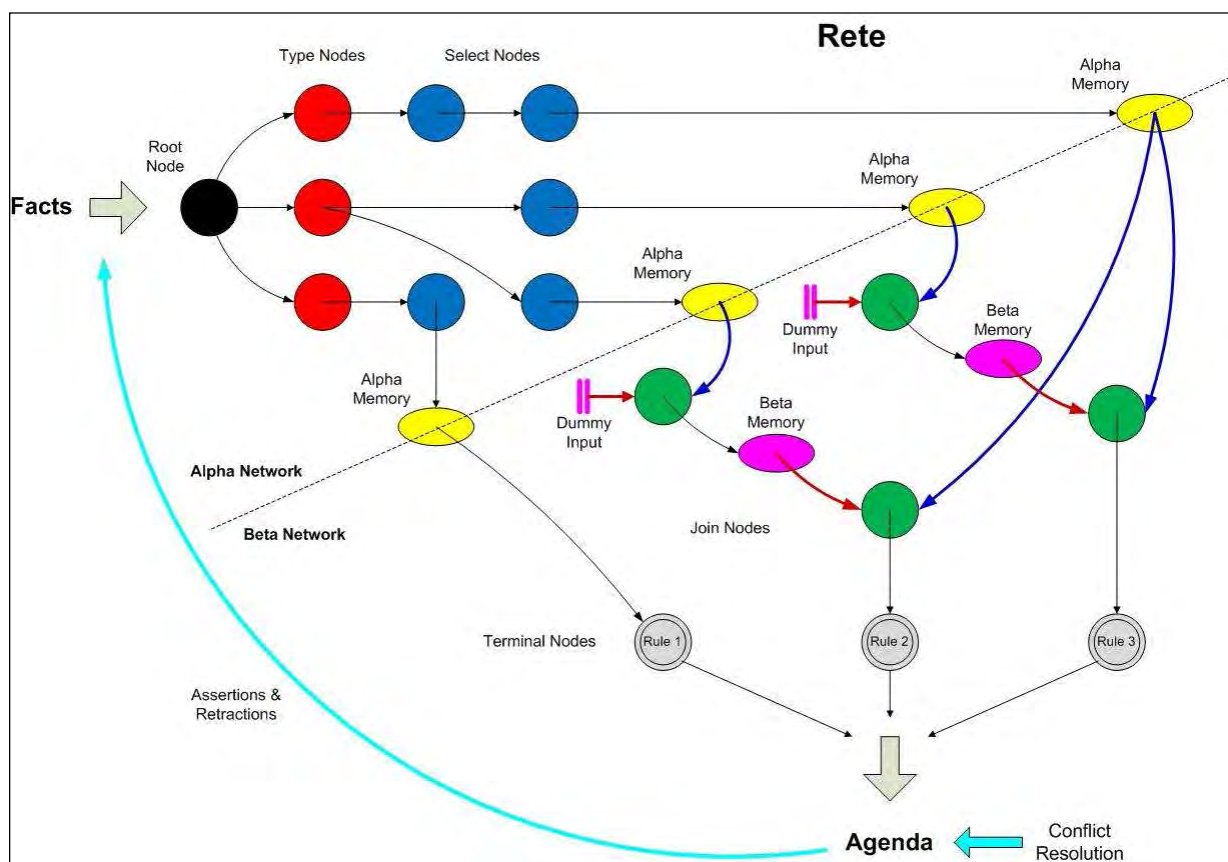 Rete
Type Nodes
Select Nodes
Alpha
Memory
Root
Node
Alpha
Memory
Facts
Alpha
Memory
Dummy
Input
Beta
Memory
Alpha
Memory
Dummy
Input
Beta
Memory
Alpha Network
Beta Network
Join Nodes
Terminal Nodes
Rule 1
Rule 2
Rule 3
Assertions &
Retractions
Agenda
Conflict
Resolution